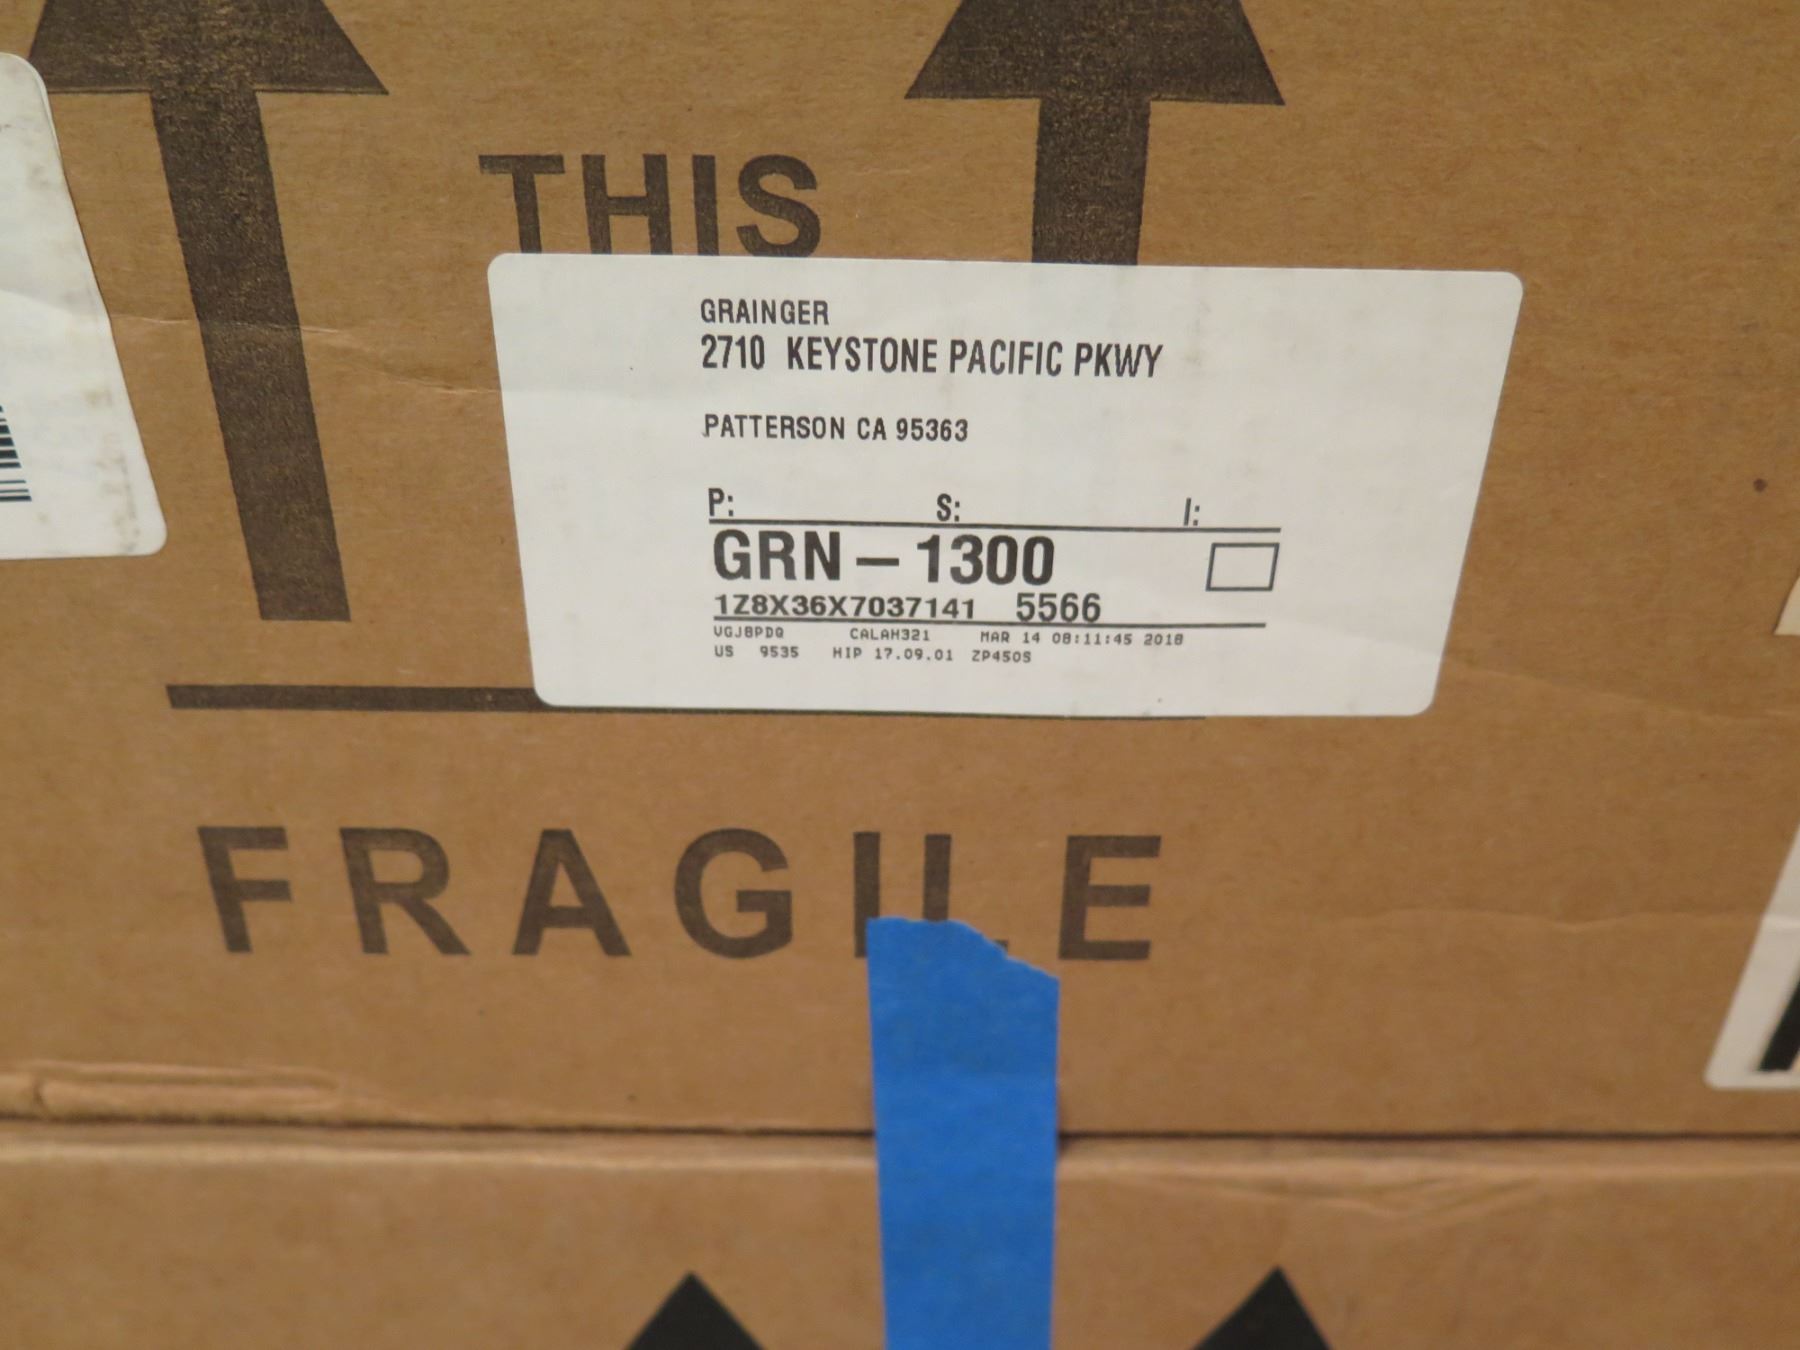 THIS
GRAINGER
2710 KEYSTONE PACIFIC PKWY
PATTERSON CA 95363
P: S: I:
GRN – 1300
1Z8X36X7037141 5566
VGJBPDQ CALAH321 MAR 14 08:11:45 2018
US 9535 HIP 17.09.01 ZP450S
FRAGILE